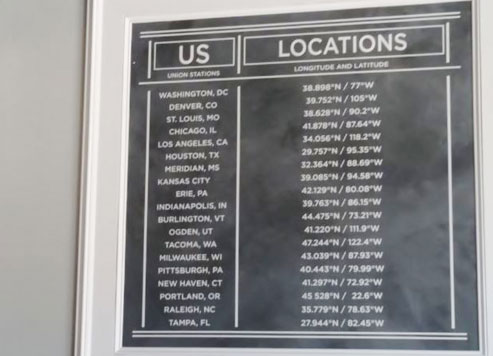 US LOCATIONS
UNION STATIONS LONGITUDE AND LATITUDE
WASHINGTON, DC 38.898°N / 77°W
DENVER, CO 39.752°N / 105°W
ST. LOUIS, MO 38.628°N / 90.2°W
CHICAGO, IL 41.878°N / 87.64°W
LOS ANGELES, CA 34.056°N / 118.2°W
HOUSTON, TX 29.757°N / 95.35°W
MERIDIAN, MS 32.364°N / 88.69°W
KANSAS CITY 39.085°N / 94.58°W
ERIE, PA 42.129°N / 80.08°W
INDIANAPOLIS, IN 39.763°N / 86.15°W
BURLINGTON, VT 44.475°N / 73.21°W
OGDEN, UT 41.220°N / 111.9°W
TACOMA, WA 47.244°N / 122.4°W
MILWAUKEE, WI 43.039°N / 87.93°W
PITTSBURGH, PA 40.443°N / 79.99°W
NEW HAVEN, CT 41.297°N / 72.92°W
PORTLAND, OR 45 528°N / 22.6°W
RALEIGH, NC 35.779°N / 78.63°W
TAMPA, FL 27.944°N / 82.45°W